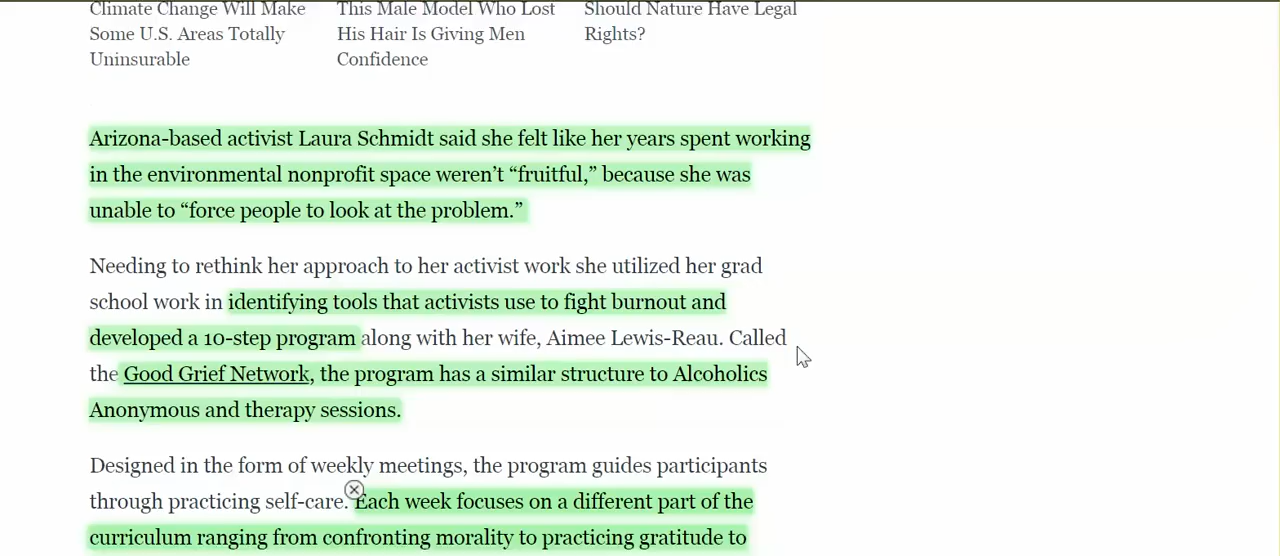 Climate Change Will Make
Some U.S. Areas Totally
Uninsurable
This Male Model Who Lost
His Hair Is Giving Men
Confidence
Should Nature Have Legal
Rights?
Arizona-based activist Laura Schmidt said she felt like her years spent working
in the environmental nonprofit space weren’t “fruitful,” because she was
unable to “force people to look at the problem.”
Needing to rethink her approach to her activist work she utilized her grad
school work in identifying tools that activists use to fight burnout and
developed a 10-step program along with her wife, Aimee Lewis-Reau. Called
the Good Grief Network, the program has a similar structure to Alcoholics
Anonymous and therapy sessions.
Designed in the form of weekly meetings, the program guides participants
through practicing self-care. Each week focuses on a different part of the
curriculum ranging from confronting morality to practicing gratitude to